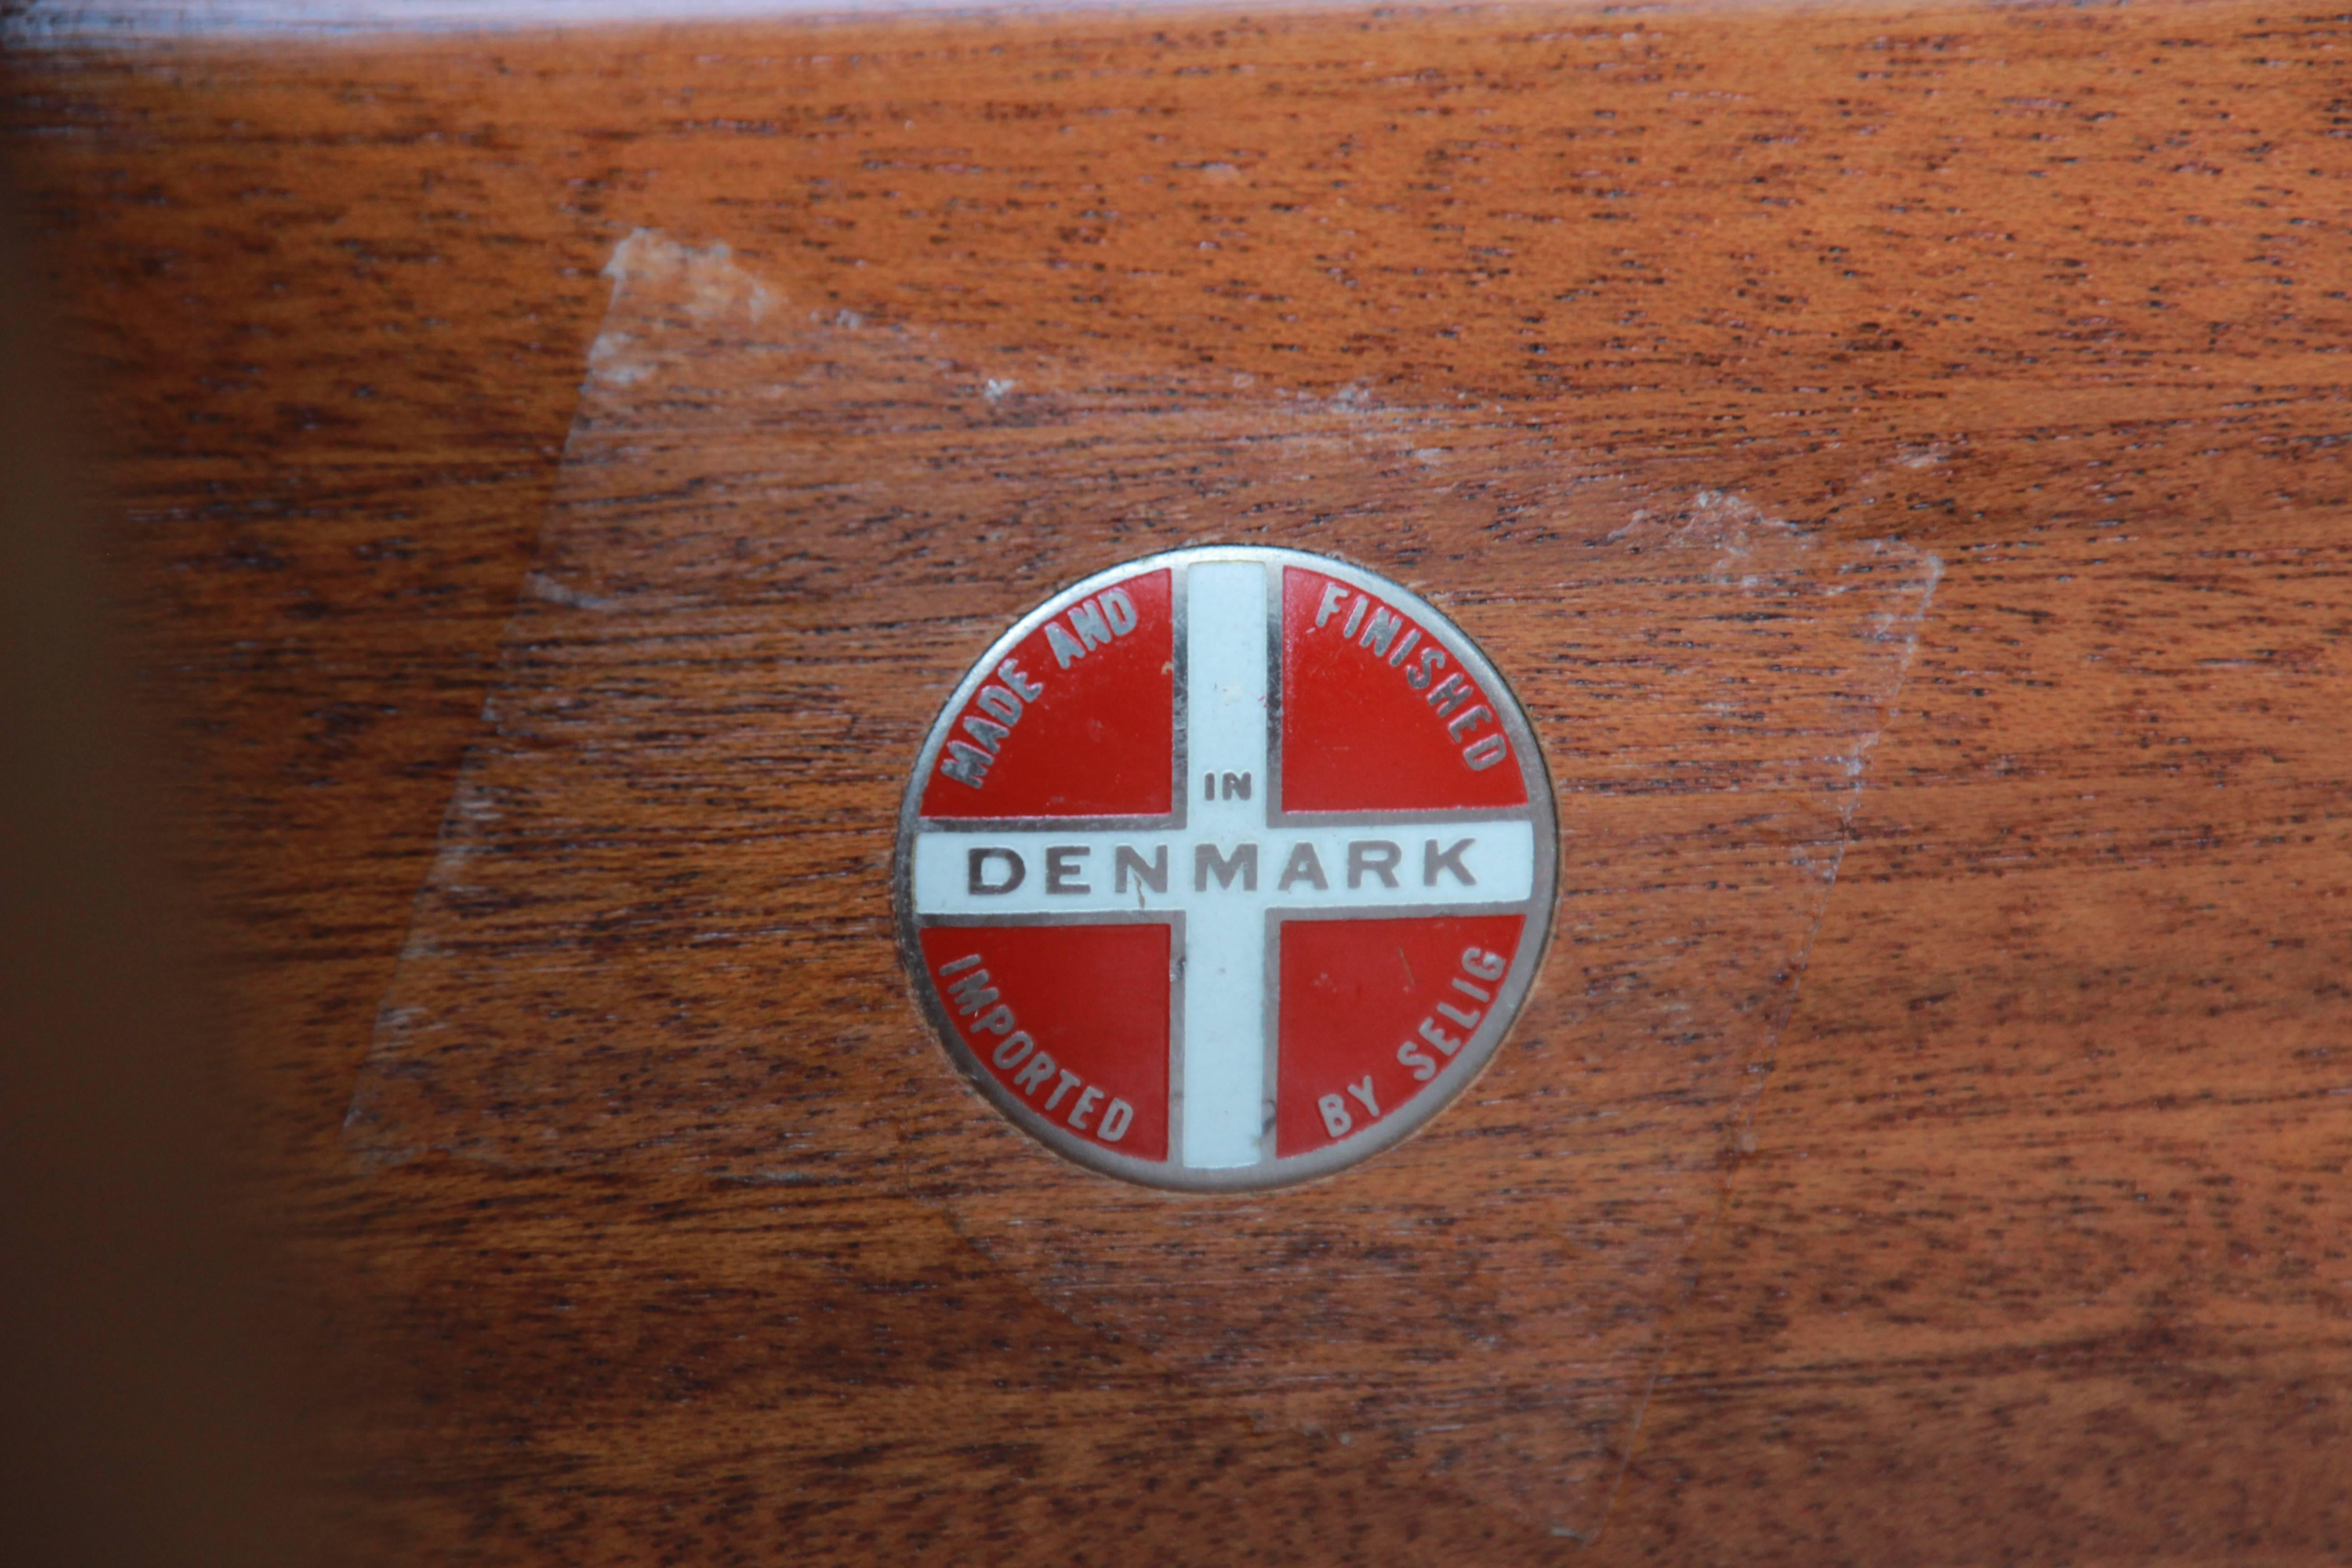 MADE AND FINISHED
IN
DENMARK
IMPORTED BY SELIG